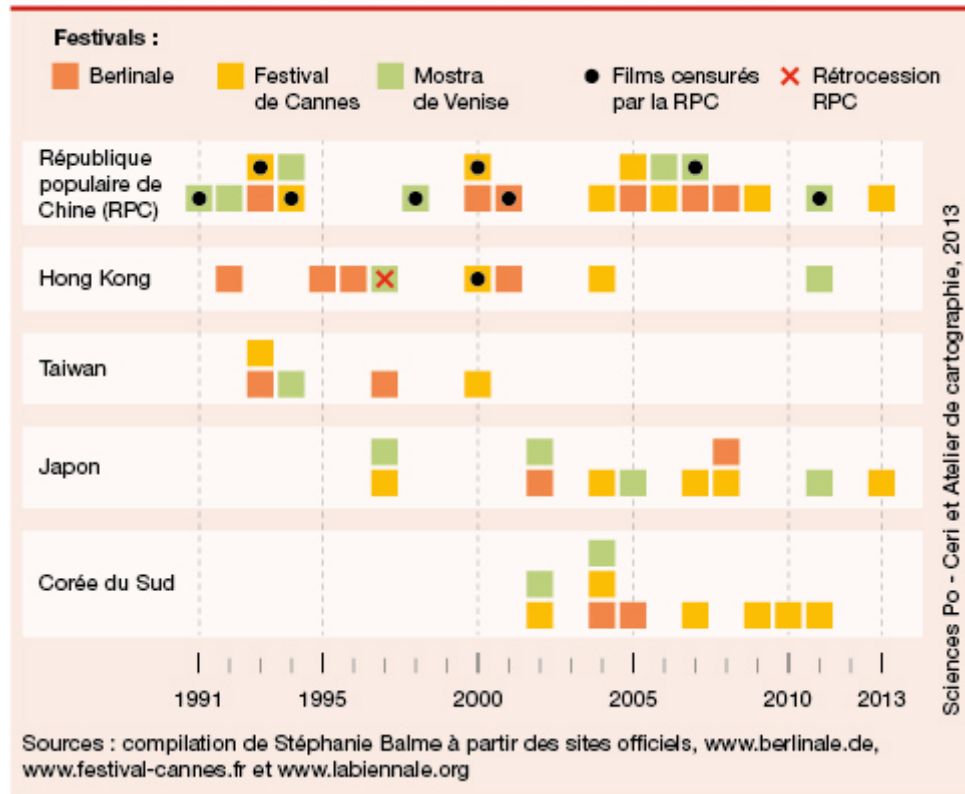 Festivals :
Berlinale
Festival
de Cannes
Mostra
de Venise
Films censurés
par la RPC
Rétrocession
RPC
République
populaire de
Chine (RPC)
Hong Kong
Taiwan
Japon
Corée du Sud
1991 1995 2000 2005 2010 2013
Sources : compilation de Stéphanie Balme à partir des sites officiels, www.berlinale.de,
www.festival-cannes.fr et www.labiennale.org
Sciences Po - Ceri et Atelier de cartographie, 2013